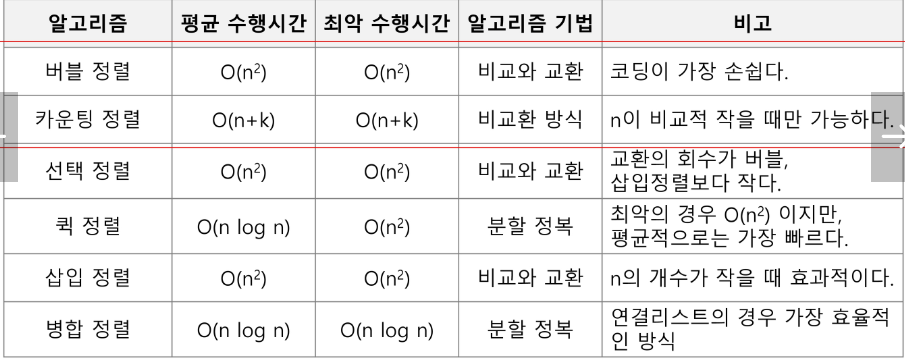 알고리즘 평균 수행시간 최악 수행시간 알고리즘 기법 비고
버블 정렬 O(n²) O(n²) 비교와 교환 코딩이 가장 손쉽다.
카운팅 정렬 O(n+k) O(n+k) 비교환 방식 n이 비교적 작을 때만 가능하다.
선택 정렬 O(n²) O(n²) 비교와 교환 교환의 회수가 버블,
삽입정렬보다 작다.
퀵 정렬 O(n log n) O(n²) 분할 정복 최악의 경우 O(n²) 이지만,
평균적으로는 가장 빠르다.
삽입 정렬 O(n²) O(n²) 비교와 교환 n의 개수가 작을 때 효과적이다.
병합 정렬 O(n log n) O(n log n) 분할 정복 연결리스트의 경우 가장 효율적
인 방식